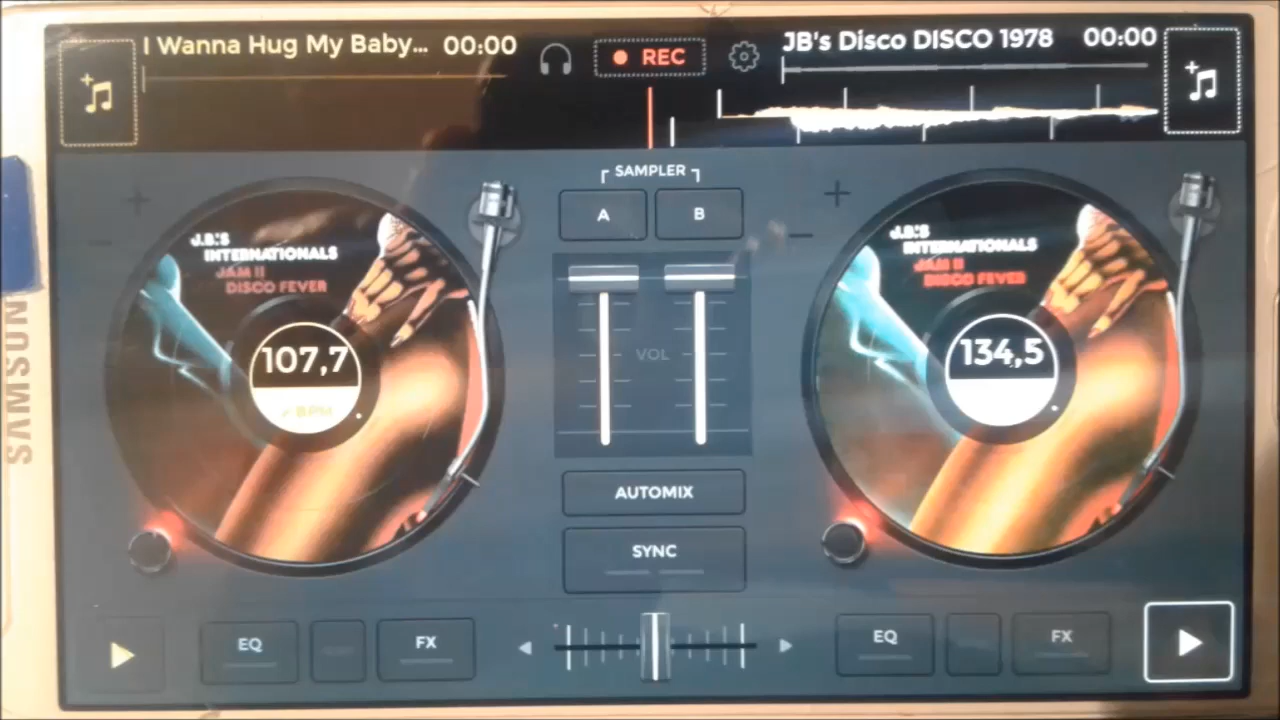 I Wanna Hug My Baby... 00:00
REC
JB's Disco DISCO 1978 00:00
SAMPLER
A
B
J.B.'S
INTERNATIONALS
JAM II
DISCO FEVER
107,7
BPM
VOL
J.B.'S
INTERNATIONALS
JAM II
DISCO FEVER
134,5
AUTOMIX
SYNC
EQ
FX
EQ
FX
SAMSUNG